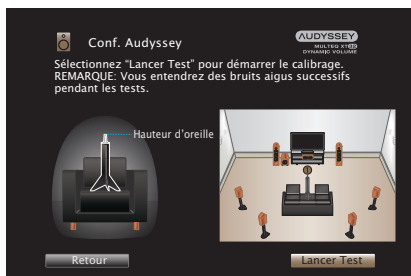 Conf. Audyssey
AUDYSSEY
MULTEQ XT32
DYNAMIC VOLUME
Sélectionnez “Lancer Test” pour démarrer le calibrage.
REMARQUE: Vous entendrez des bruits aigus successifs
pendant les tests.
Hauteur d’oreille
Retour
Lancer Test